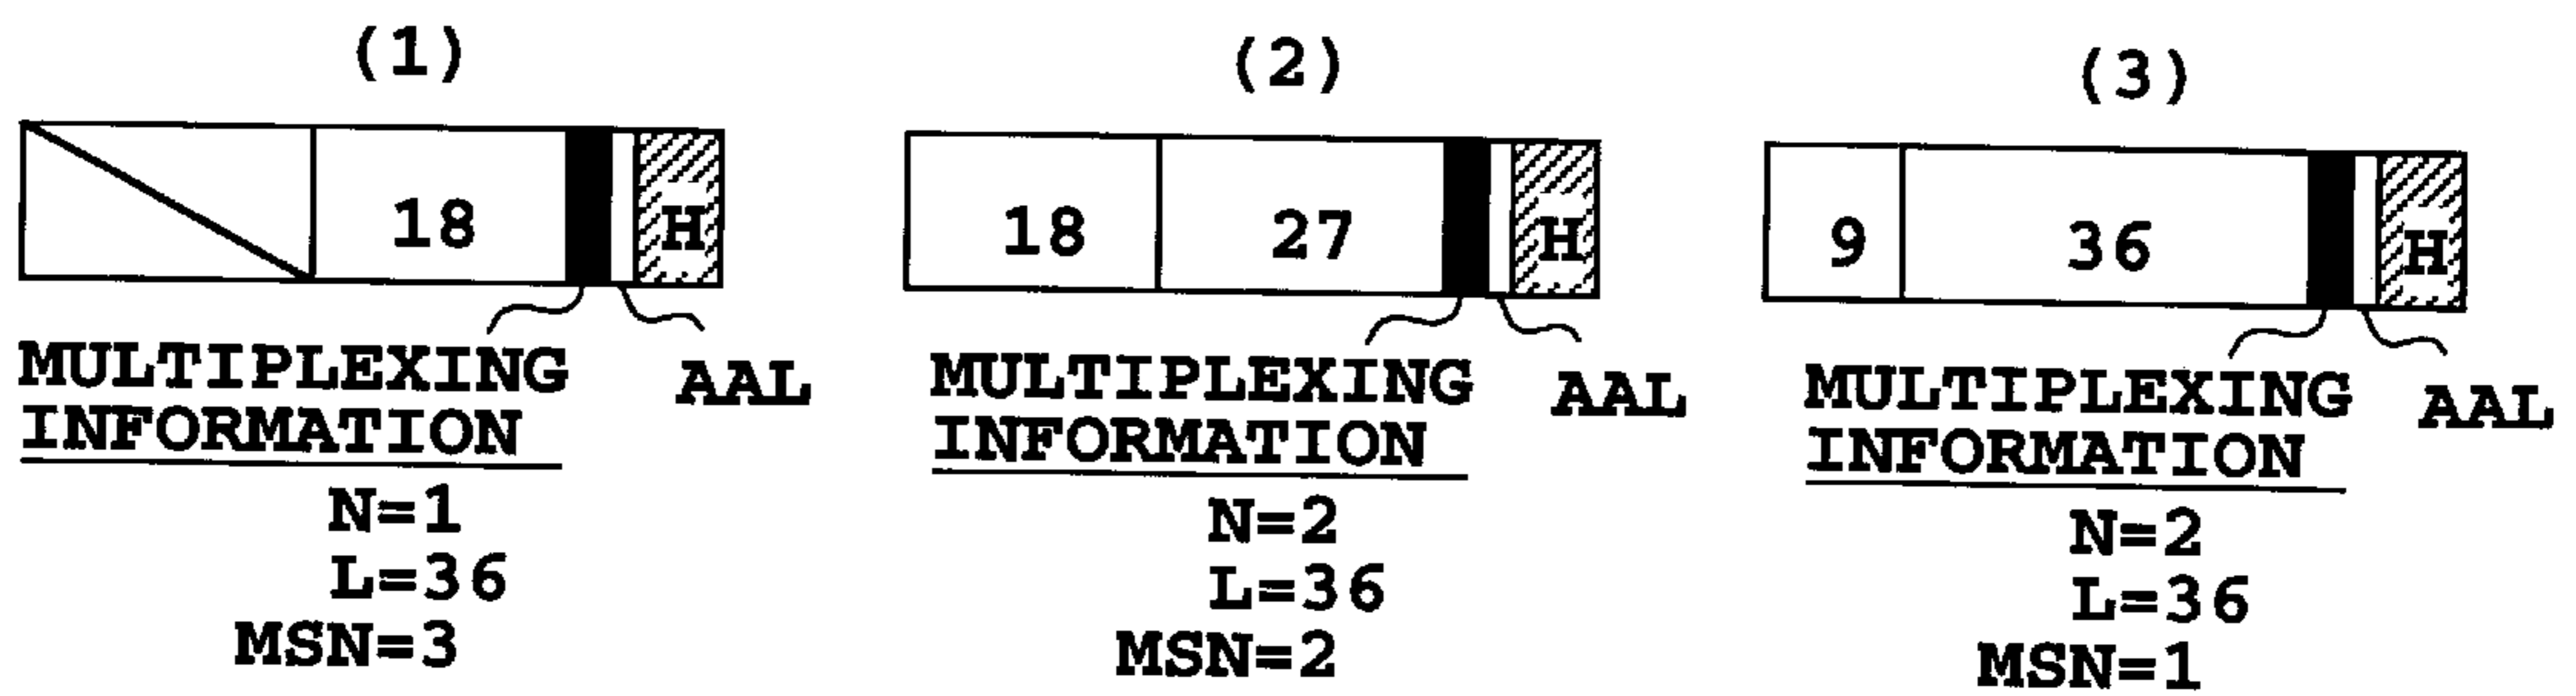 (1)
18
H
MULTIPLEXING
INFORMATION
AAL
N=1
L=36
MSN=3
(2)
18
27
H
MULTIPLEXING
INFORMATION
AAL
N=2
L=36
MSN=2
(3)
9
36
H
MULTIPLEXING
INFORMATION
AAL
N=2
L=36
MSN=1